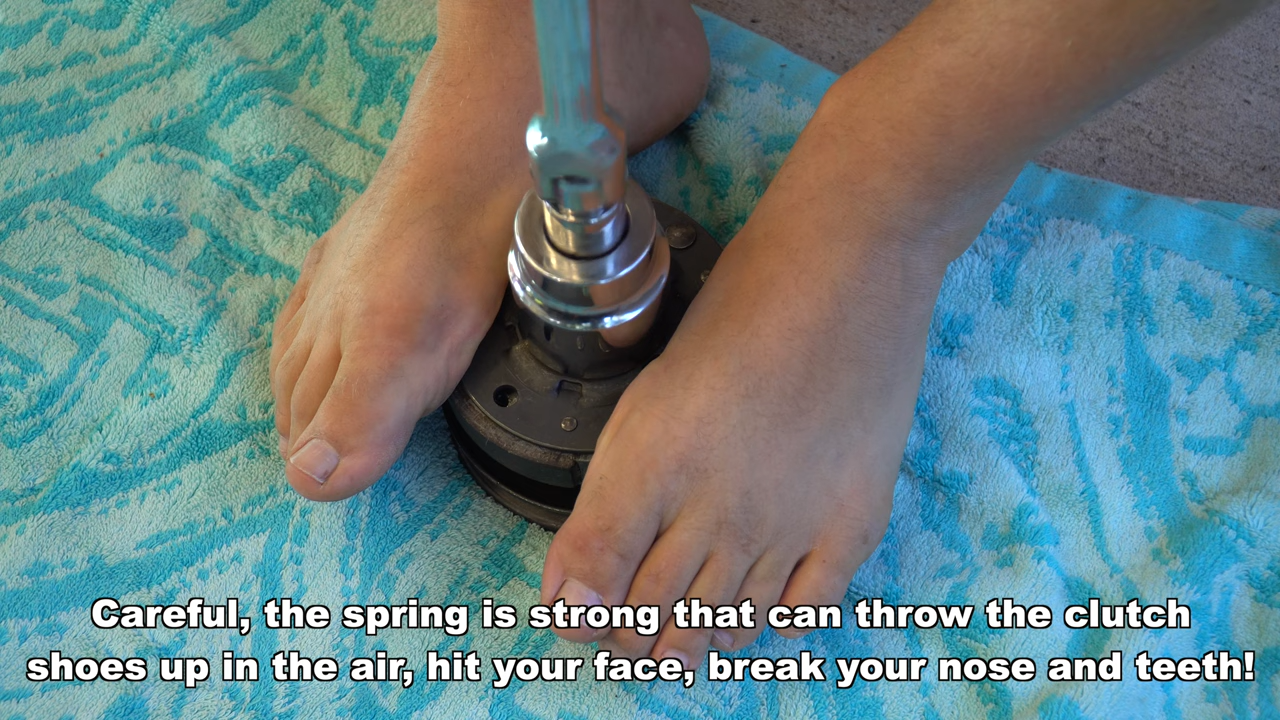 Careful, the spring is strong that can throw the clutch
shoes up in the air, hit your face, break your nose and teeth!